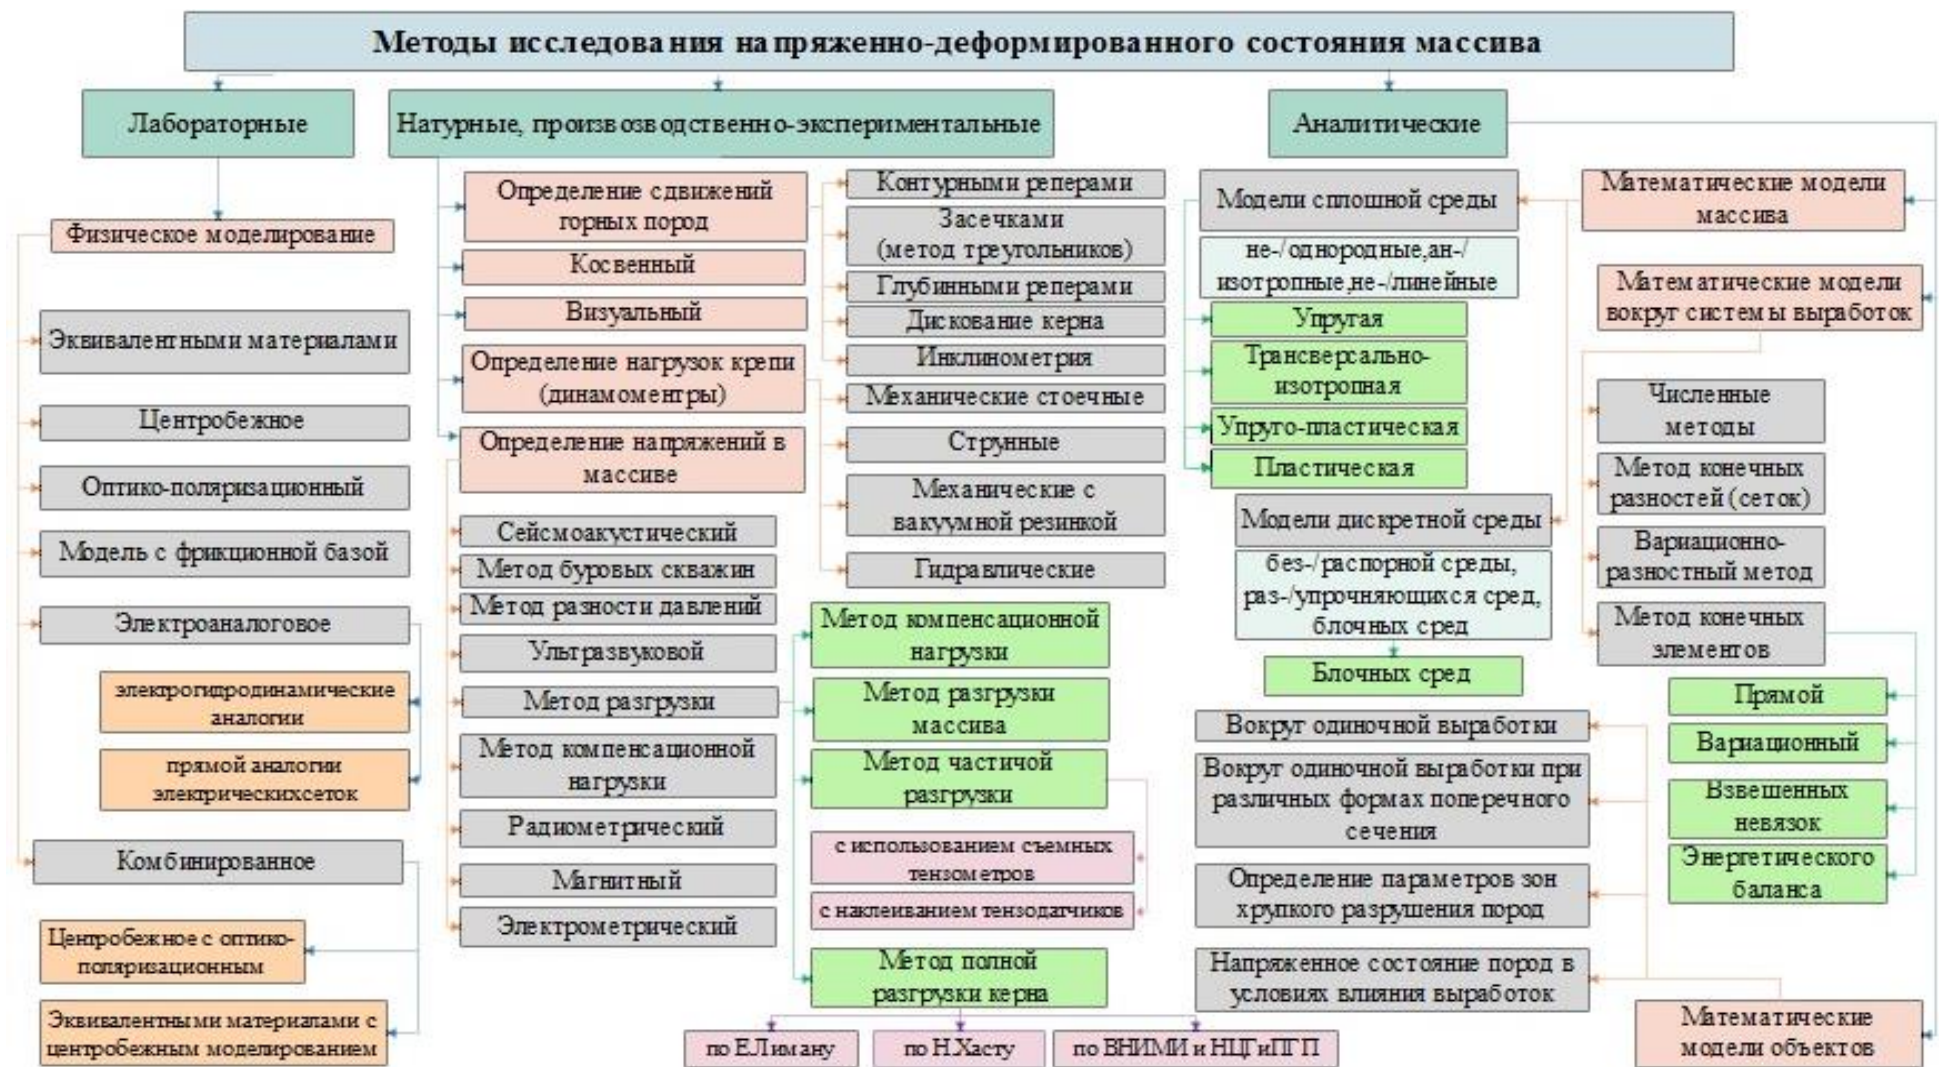 Методы исследования напряженно-деформированного состояния массива
Лабораторные
Натурные, произвозводственно-экспериментальные
Аналитические
Физическое моделирование
Эквивалентными материалами
Центробежное
Оптико-поляризационный
Модель с фрикционной базой
Электроаналоговое
электрогидродинамические
аналогии
прямой аналогии
электрическихсеток
Комбинированное
Центробежное с оптико-
поляризационным
Эквивалентными материалами с
центробежным моделированием
Определение сдвижений
горных пород
Косвенный
Визуальный
Определение нагрузок крепи
(динамоментры)
Определение напряжений в
массиве
Сейсмоакустический
Метод буровых скважин
Метод разности давлений
Ультразвуковой
Метод разгрузки
Метод компенсационной
нагрузки
Радиометрический
Магнитный
Электрометрический
Контурными реперами
Засечками
(метод треугольников)
Глубинными реперами
Дискование керна
Инклинометрия
Механические стоечные
Струнные
Механические с
вакуумной резинкой
Гидравлические
Метод компенсационной
нагрузки
Метод разгрузки
массива
Метод частичой
разгрузки
с использованием съемных
тензометров
с наклеиванием тензодатчиков
Метод полной
разгрузки керна
по Е.Лиману
по Н.Хасту
по ВНИМИ и НЦГиПГП
Модели сплошной среды
не-/однородные,ан-/
изотропные,не-/линейные
Упругая
Трансверсально-
изотропная
Упруго-пластическая
Пластическая
Модели дискретной среды
без-/распорной среды,
раз-/упрочняющихся сред,
блочных сред
Блочных сред
Вокруг одиночной выработки
Вокруг одиночной выработки при
различных формах поперечного
сечения
Определение параметров зон
хрупкого разрушения пород
Напряженное состояние пород в
условиях влияния выработок
Математические модели
массива
Математические модели
вокруг системы выработок
Численные
методы
Метод конечных
разностей (сеток)
Вариационно-
разностный метод
Метод конечных
элементов
Прямой
Вариационный
Взвешенных
невязок
Энергетического
баланса
Математические
модели объектов